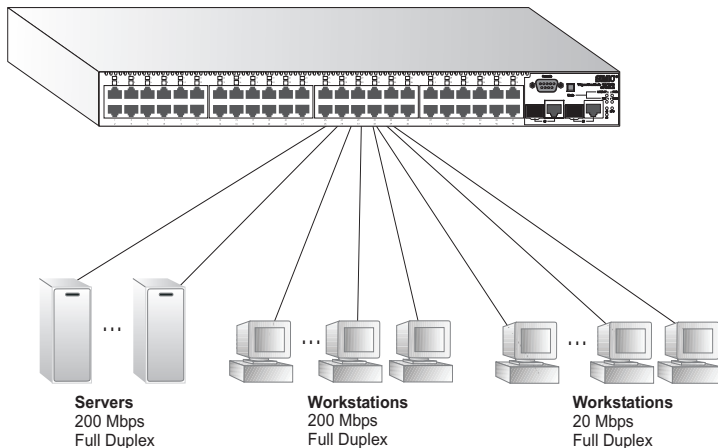 Servers
200 Mbps
Full Duplex
Workstations
200 Mbps
Full Duplex
Workstations
20 Mbps
Full Duplex